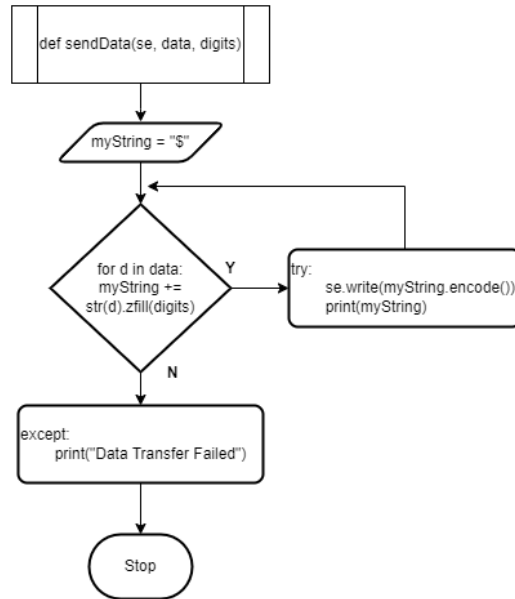 def sendData(se, data, digits)
myString = "$"
for d in data:
myString +=
str(d).zfill(digits)
Y
try:
se.write(myString.encode())
print(myString)
N
except:
print("Data Transfer Failed")
Stop